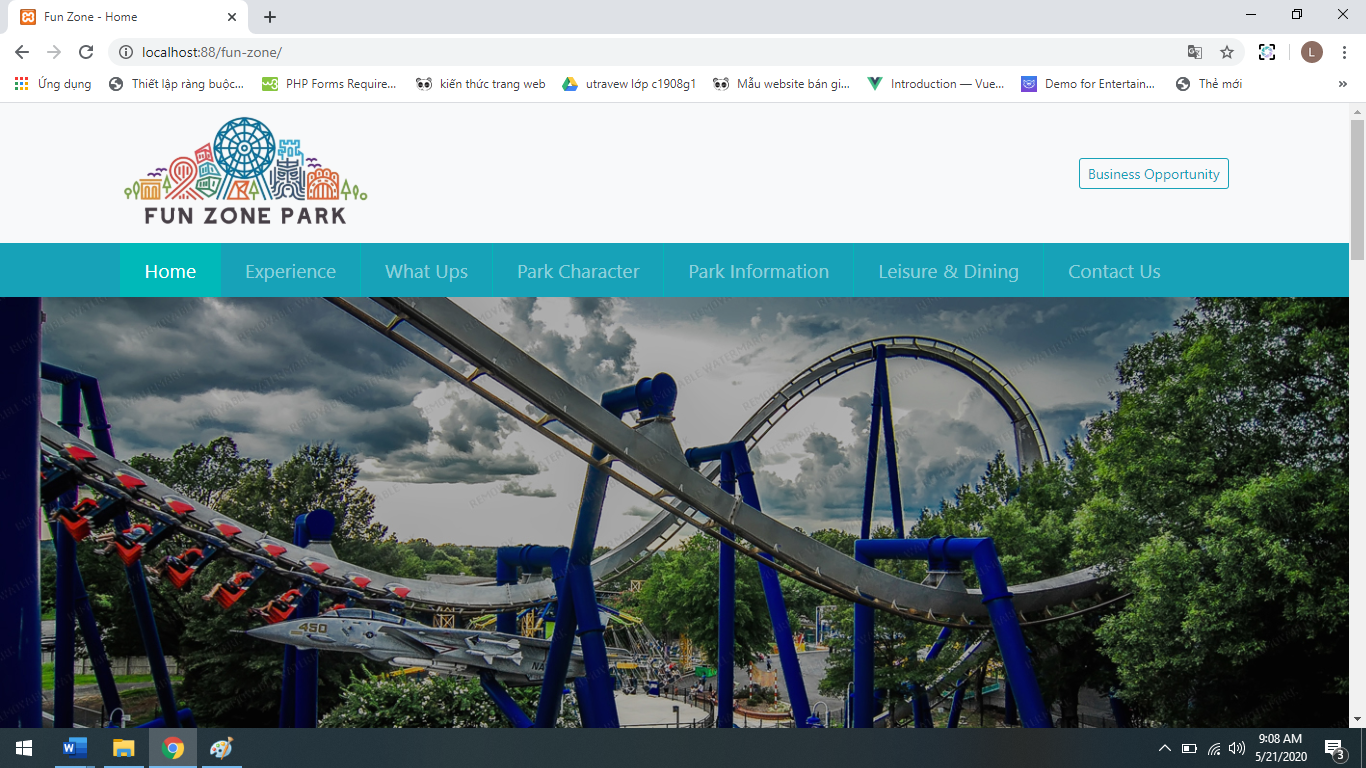 Fun Zone - Home
localhost:88/fun-zone/
L
Ứng dụng
Thiết lập ràng buộc...
PHP Forms Require...
kiến thức trang web
utravew lớp c1908g1
Mẫu website bán gi...
Introduction — Vue...
Demo for Entertain...
Thẻ mới
»
FUN ZONE PARK
Business Opportunity
Home
Experience
What Ups
Park Character
Park Information
Leisure & Dining
Contact Us
450
NA
9:08 AM
5/21/2020
3